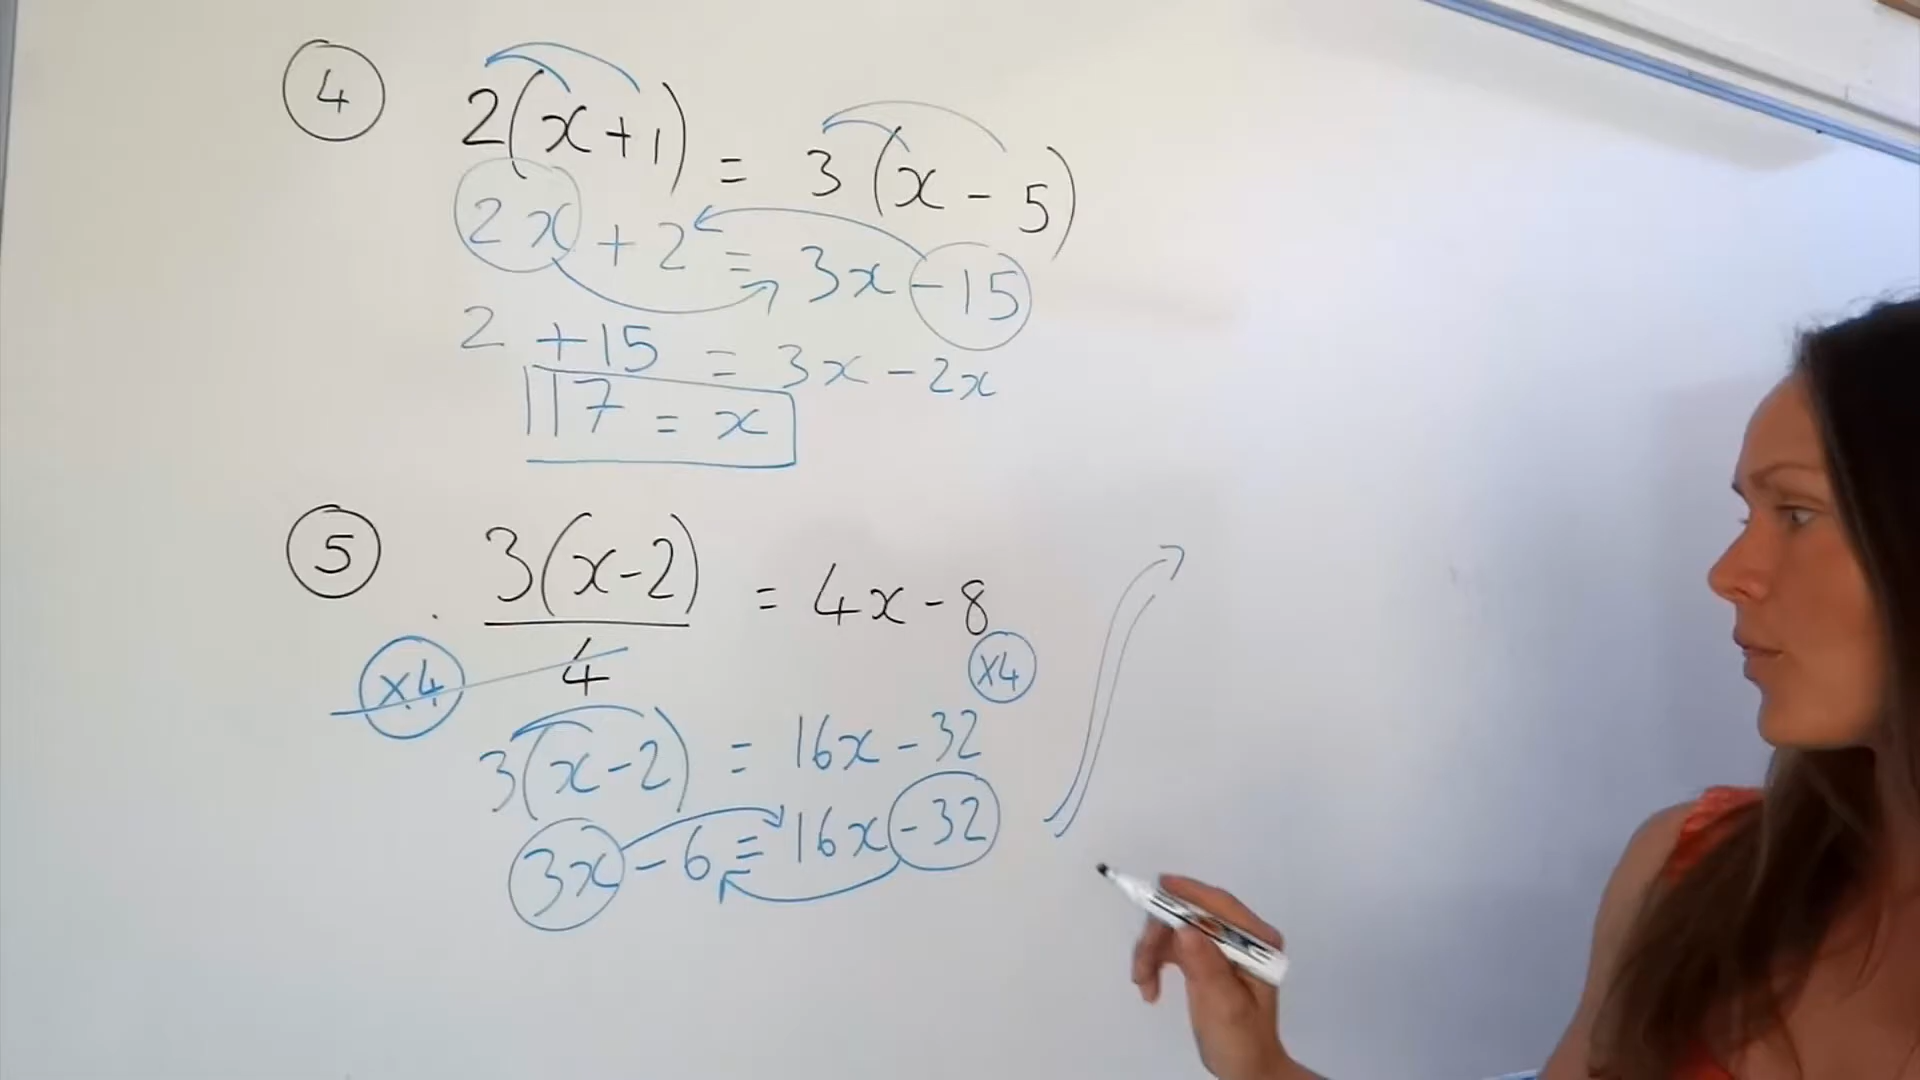 4
2(x+1) = 3(x-5)
2x+2 = 3x-15
2+15 = 3x-2x
17 = x
5
3(x-2)/4 = 4x-8
x4 x4
3(x-2) = 16x-32
3x-6 = 16x-32